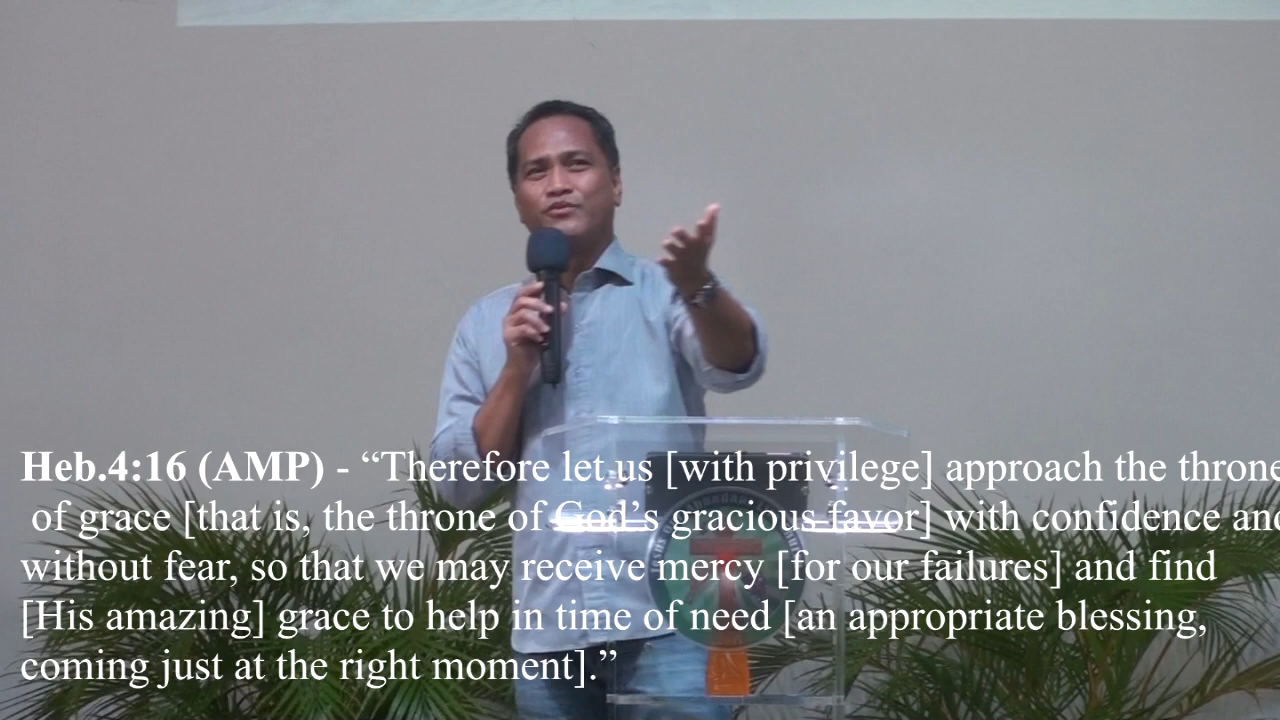 Heb.4:16 (AMP) - “Therefore let us [with privilege] approach the throne
of grace [that is, the throne of God’s gracious favor] with confidence and
without fear, so that we may receive mercy [for our failures] and find
[His amazing] grace to help in time of need [an appropriate blessing,
coming just at the right moment].”